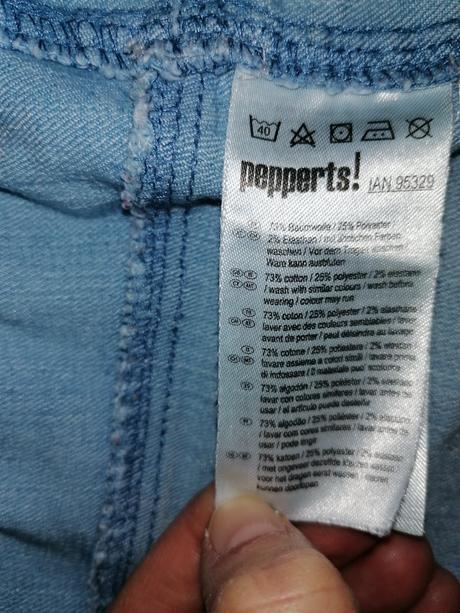 40
pepperts! IAN 95329
73% Baumwolle / 25% Polyester /
2% Elasthan / mit ähnlichen Farben
waschen / Vor dem Tragen waschen /
Ware kann ausbluten
73% cotton / 25% polyester / 2% elastane
/ wash with similar colours / wash before
wearing / colour may run
73% coton / 25% polyester / 2% élasthanne
laver avec des couleurs semblables / laver
avant de porter / peut déteindre au lavage
73% cotone / 25% poliestere / 2% elastan
lavare assieme a colori simili / lavare prima
di indossare / Il materiale può scolorire
73% algodón / 25% poliéster / 2% elastano
lavar con colores similares / lavar antes de
usar / el artículo puede desteñir
73% algodão / 25% poliéster / 2% elastano
/ lavar com cores similares / lavar antes de
usar / pode tingir
73% katoen / 25% polyester / 2% elastaan
/ met ongeveer dezelfde kleuren wassen /
voor het dragen eerst wassen / kleuren
kunnen doorlopen